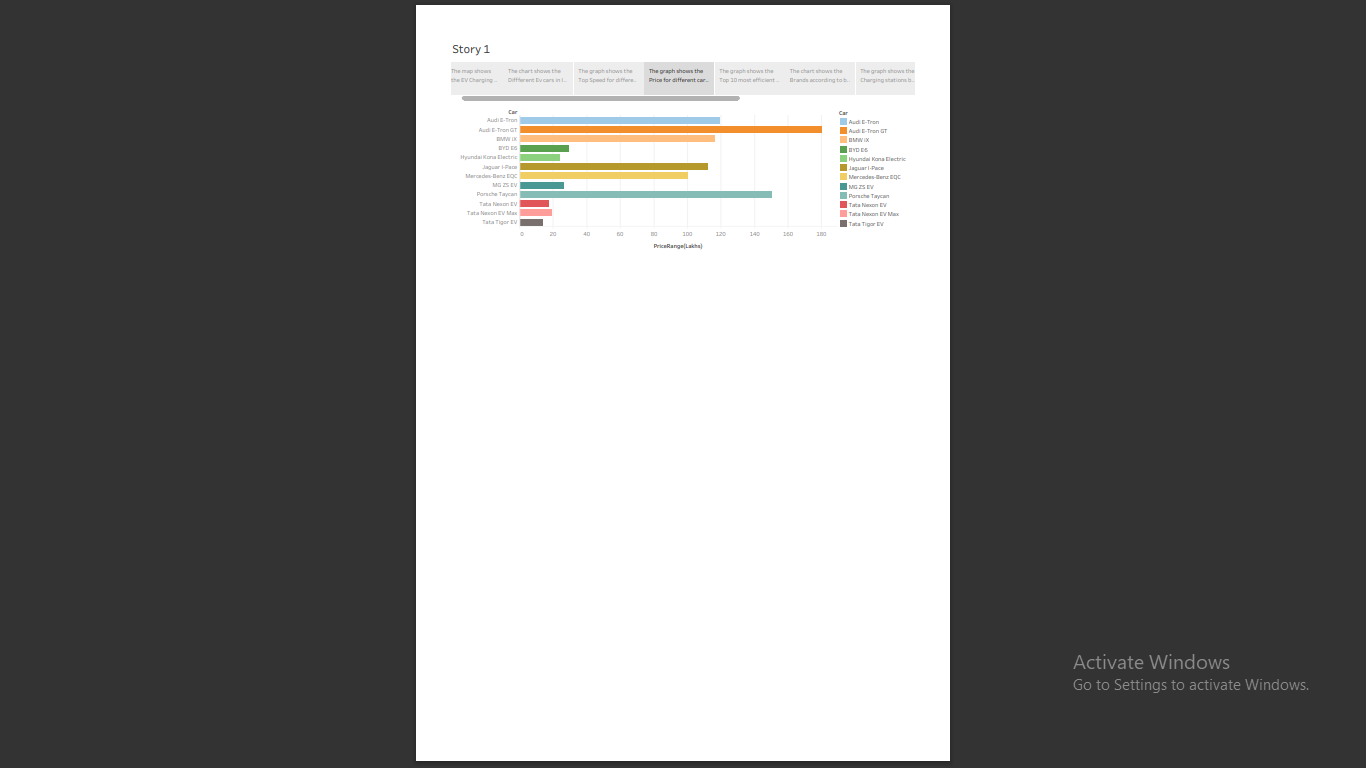 Story 1
The map shows
the EV Charging...
The chart shows the
Diffferent Ev cars in I...
The graph shows the
Top Speed for differe..
The graph shows the
Price for different car..
The graph shows the
Top 10 most efficient ..
The chart shows the
Brands according to b..
The graph shows the
Charging stations b..
Car
Audi E-Tron
Audi E-Tron GT
BMW iX
BYD E6
Hyundai Kona Electric
Jaguar I-Pace
Mercedes-Benz EQC
MG ZS EV
Porsche Taycan
Tata Nexon EV
Tata Nexon EV Max
Tata Tigor EV
0 20 40 60 80 100 120 140 160 180
PriceRange(Lakhs)
Car
Audi E-Tron
Audi E-Tron GT
BMW iX
BYD E6
Hyundai Kona Electric
Jaguar I-Pace
Mercedes-Benz EQC
MG ZS EV
Porsche Taycan
Tata Nexon EV
Tata Nexon EV Max
Tata Tigor EV
Activate Windows
Go to Settings to activate Windows.